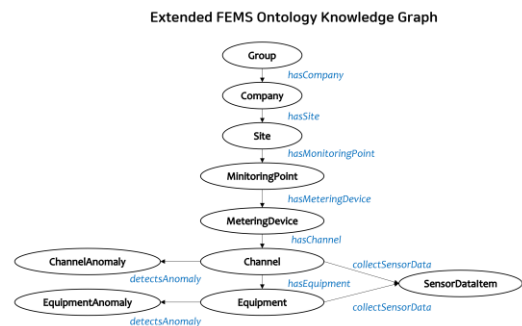 Extended FEMS Ontology Knowledge Graph
Group
hasCompany
Company
hasSite
Site
hasMonitoringPoint
MinitoringPoint
hasMeteringDevice
MeteringDevice
hasChannel
ChannelAnomaly
Channel
collectSensorData
detectsAnomaly
hasEquipment
SensorDataItem
EquipmentAnomaly
Equipment
collectSensorData
detectsAnomaly